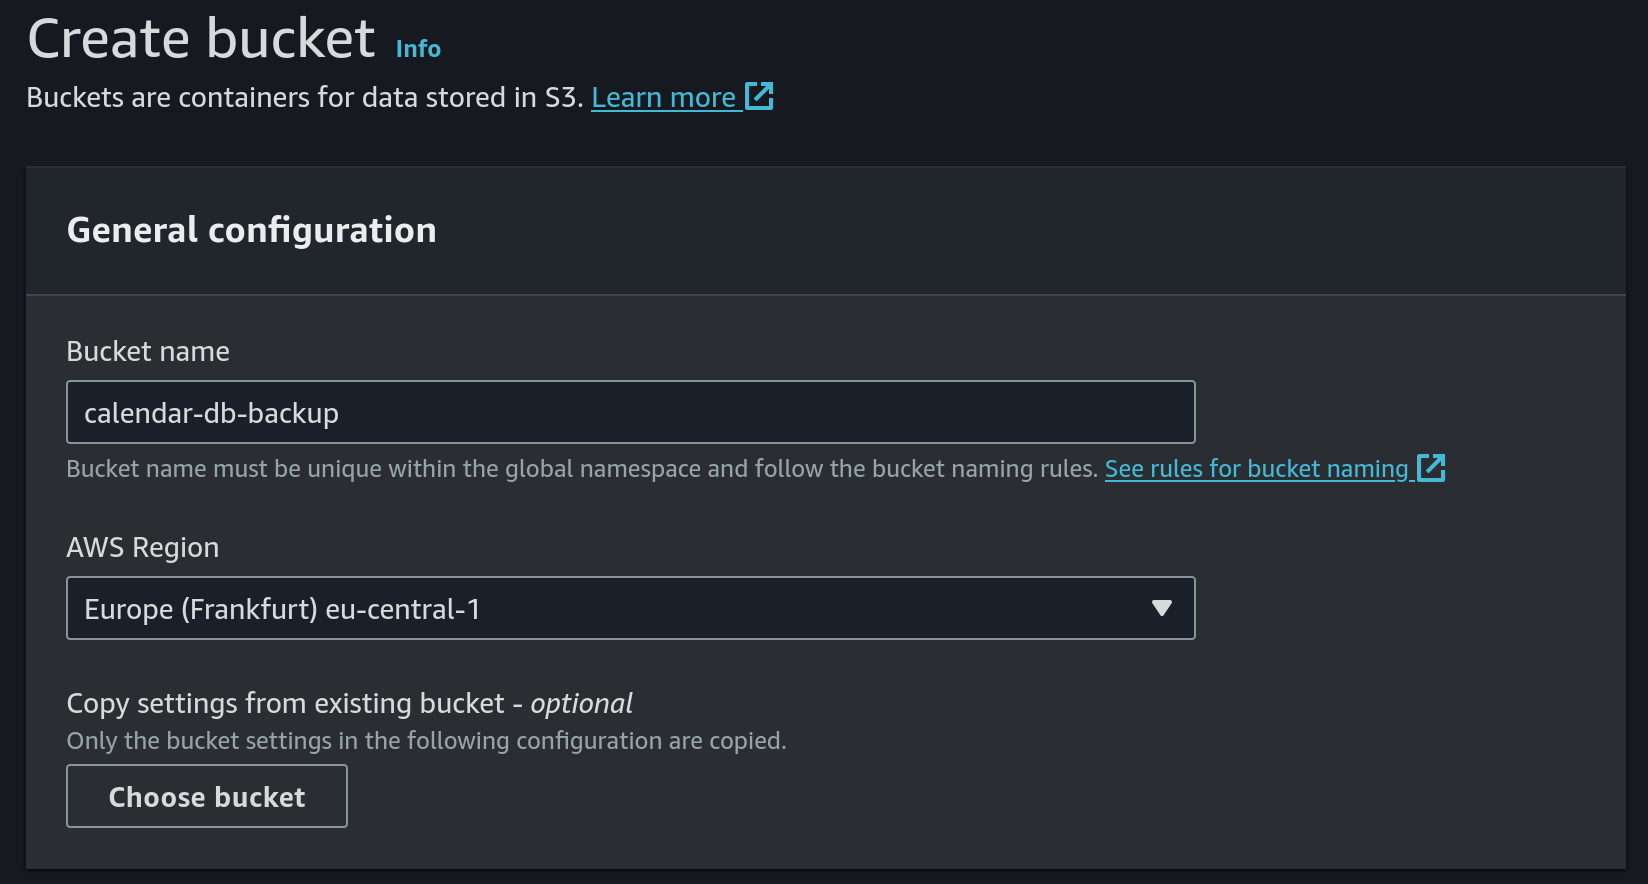 Create bucket Info
Buckets are containers for data stored in S3. Learn more
General configuration
Bucket name
calendar-db-backup
Bucket name must be unique within the global namespace and follow the bucket naming rules. See rules for bucket naming
AWS Region
Europe (Frankfurt) eu-central-1
Copy settings from existing bucket - optional
Only the bucket settings in the following configuration are copied.
Choose bucket